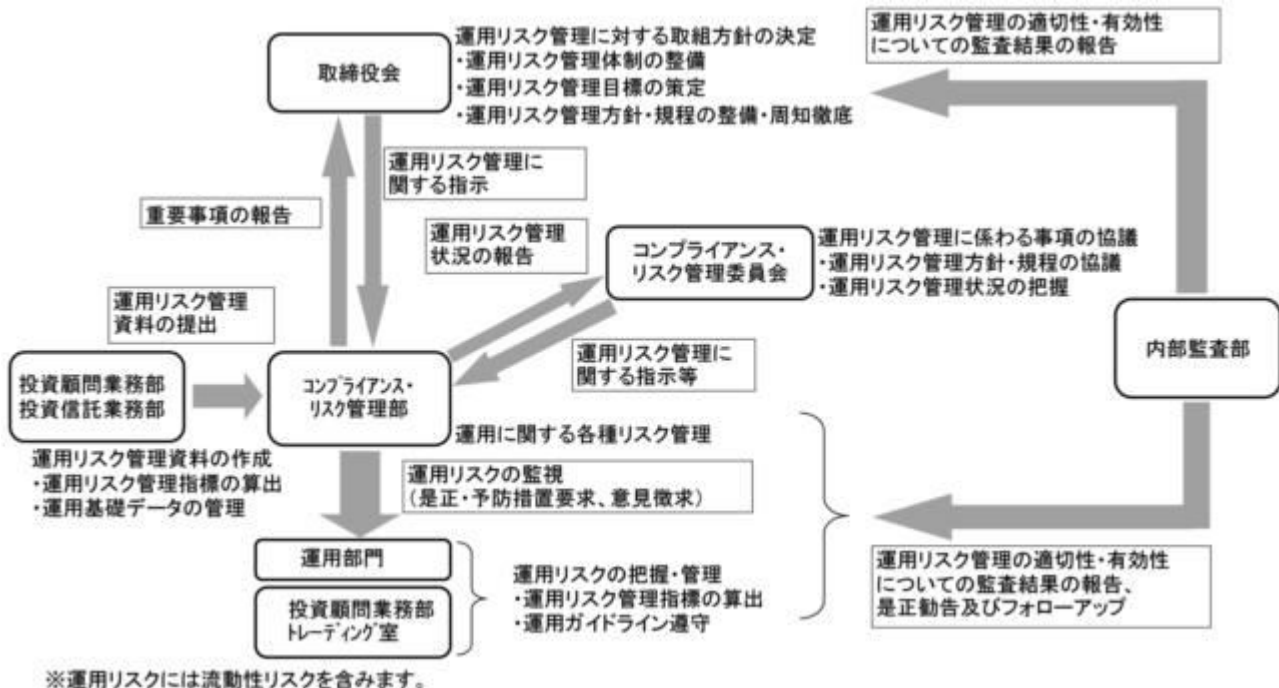 運用リスク管理の適切性・有効性
についての監査結果の報告
取締役会
運用リスク管理に対する取組方針の決定
・運用リスク管理体制の整備
・運用リスク管理目標の策定
・運用リスク管理方針・規程の整備・周知徹底
運用リスク管理に
関する指示
重要事項の報告
運用リスク管理
状況の報告
コンプライアンス・
リスク管理委員会
運用リスク管理に係わる事項の協議
・運用リスク管理方針・規程の協議
・運用リスク管理状況の把握
運用リスク管理
資料の提出
内部監査部
運用リスク管理に
関する指示等
投資顧問業務部
投資信託業務部
コンプライアンス・
リスク管理部
運用に関する各種リスク管理
運用リスク管理資料の作成
・運用リスク管理指標の算出
・運用基礎データの管理
運用リスクの監視
(是正・予防措置要求、意見徴求)
運用部門
投資顧問業務部
トレーディング室
運用リスクの把握・管理
・運用リスク管理指標の算出
・運用ガイドライン遵守
運用リスク管理の適切性・有効性
についての監査結果の報告、
是正勧告及びフォローアップ
※運用リスクには流動性リスクを含みます。